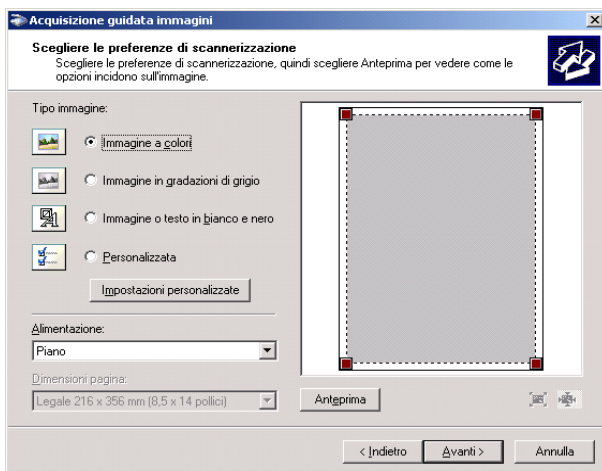 Acquisizione guidata immagini
Scegliere le preferenze di scannerizzazione
Scegliere le preferenze di scannerizzazione, quindi scegliere Anteprima per vedere come le
opzioni incidono sull'immagine.
Tipo immagine:
Immagine a colori
Immagine in gradazioni di grigio
Immagine o testo in bianco e nero
Personalizzata
Impostazioni personalizzate
Alimentazione:
Piano
Dimensioni pagina:
Legale 216 x 356 mm (8,5 x 14 pollici)
Anteprima
< Indietro
Avanti >
Annulla